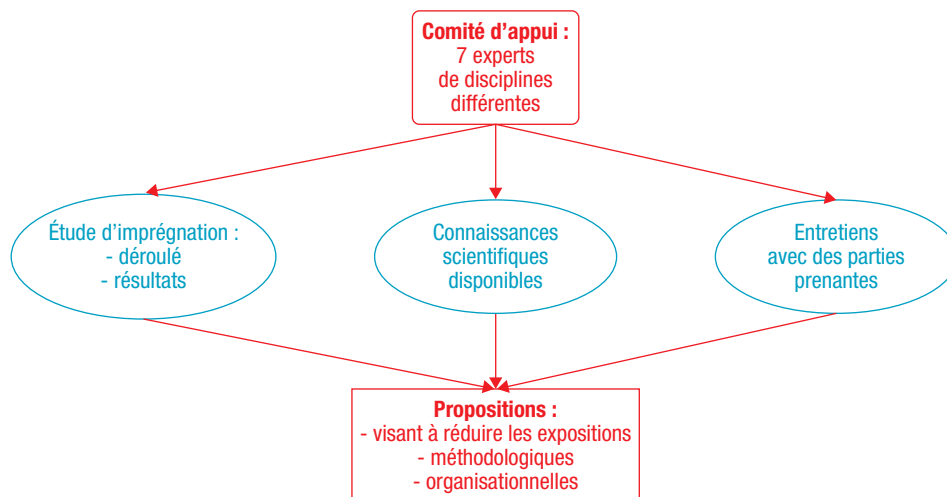 Comité d’appui :
7 experts
de disciplines
différentes
Étude d’imprégnation :
- déroulé
- résultats
Connaissances
scientifiques
disponibles
Entretiens
avec des parties
prenantes
Propositions :
- visant à réduire les expositions
- méthodologiques
- organisationnelles